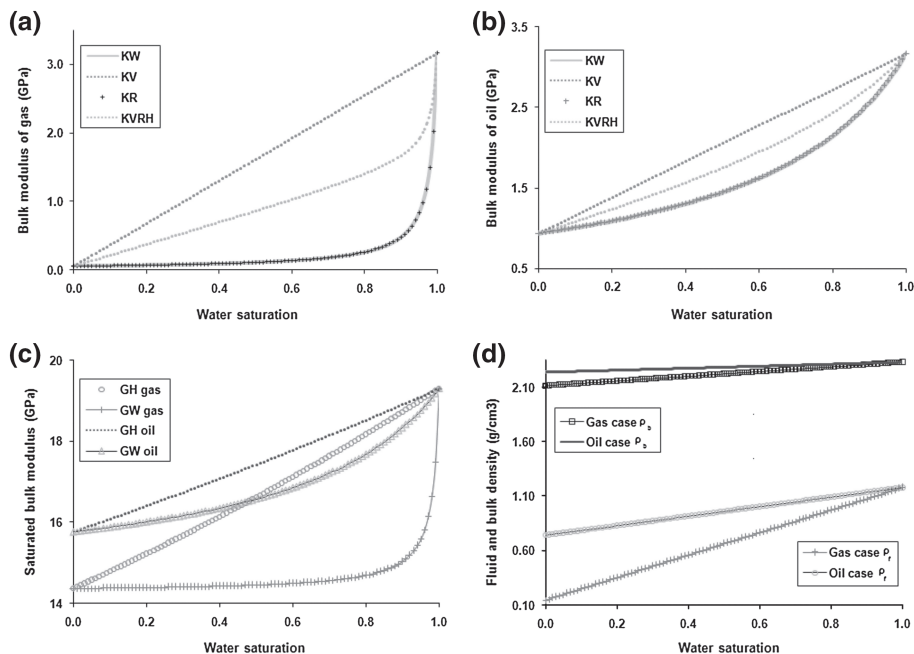 (a)
Bulk modulus of gas (GPa)
3.0
2.0
1.0
0.0
KW
KV
KR
KVRH
0.0 0.2 0.4 0.6 0.8 1.0
Water saturation
(b)
Bulk modulus of oil (GPa)
3.5
2.5
1.5
0.5
KW
KV
KR
KVRH
0.0 0.2 0.4 0.6 0.8 1.0
Water saturation
(c)
Saturated bulk modulus (GPa)
20
18
16
14
GH gas
GW gas
GH oil
GW oil
0.0 0.2 0.4 0.6 0.8 1.0
Water saturation
(d)
Fluid and bulk density (g/cm3)
2.10
1.60
1.10
0.60
0.10
Gas case ρ
Oil case ρb
Gas case ρf
Oil case ρf
0.0 0.2 0.4 0.6 0.8 1.0
Water saturation